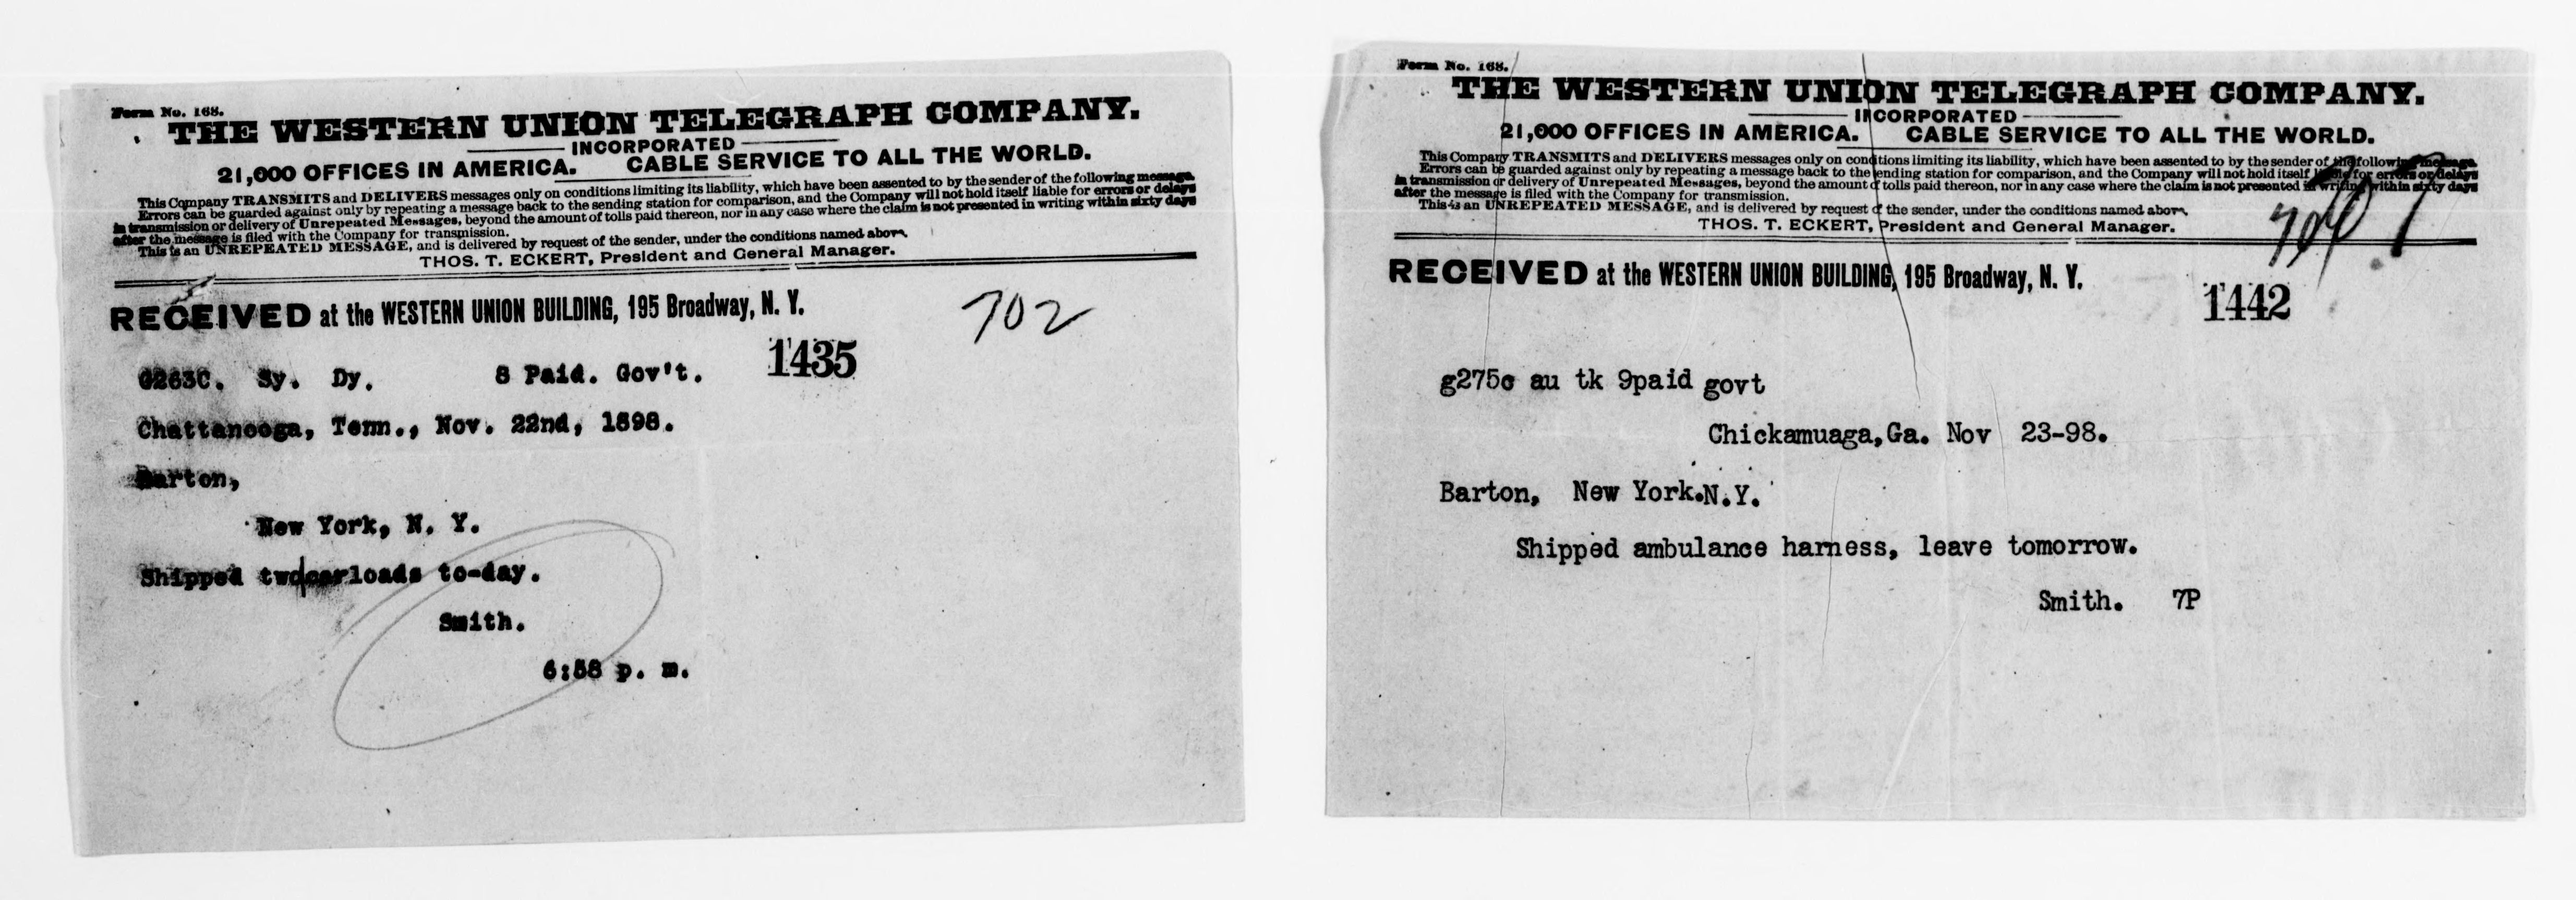 Form No. 168.
THE WESTERN UNION TELEGRAPH COMPANY.
INCORPORATED
21,000 OFFICES IN AMERICA. CABLE SERVICE TO ALL THE WORLD.
This Company TRANSMITS and DELIVERS messages only on conditions limiting its liability, which have been assented to by the sender of the following message.
Errors can be guarded against only by repeating a message back to the sending station for comparison, and the Company will not hold itself liable for errors or delays
in transmission or delivery of Unrepeated Messages, beyond the amount of tolls paid thereon, nor in any case where the claim is not presented in writing within sixty days
after the message is filed with the Company for transmission.
This is an UNREPEATED MESSAGE, and is delivered by request of the sender, under the conditions named above.
THOS. T. ECKERT, President and General Manager.
RECEIVED at the WESTERN UNION BUILDING, 195 Broadway, N. Y.
702
1435
G263C. Sy. Dy. 8 Paid. Gov't.
Chattanooga, Tenn., Nov. 22nd, 1898.
Barton,
New York, N. Y.
Shipped two carloads to-day.
Smith.
6:58 p. m.
Form No. 168.
THE WESTERN UNION TELEGRAPH COMPANY.
INCORPORATED
21,000 OFFICES IN AMERICA. CABLE SERVICE TO ALL THE WORLD.
This Company TRANSMITS and DELIVERS messages only on conditions limiting its liability, which have been assented to by the sender of the following message.
Errors can be guarded against only by repeating a message back to the sending station for comparison, and the Company will not hold itself liable for errors or delays
in transmission or delivery of Unrepeated Messages, beyond the amount of tolls paid thereon, nor in any case where the claim is not presented in writing within sixty days
after the message is filed with the Company for transmission.
This is an UNREPEATED MESSAGE, and is delivered by request of the sender, under the conditions named above.
THOS. T. ECKERT, President and General Manager.
RECEIVED at the WESTERN UNION BUILDING, 195 Broadway, N. Y.
1442
g275c au tk 9paid govt
Chickamuaga,Ga. Nov 23-98.
Barton, New York.N.Y.
Shipped ambulance harness, leave tomorrow.
Smith. 7P